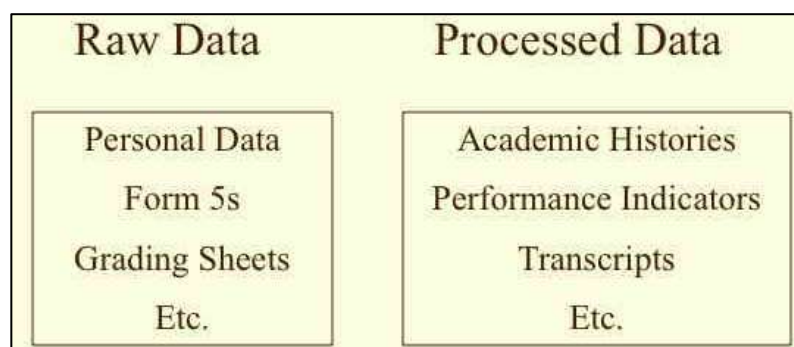 Raw Data
Personal Data
Form 5s
Grading Sheets
Etc.
Processed Data
Academic Histories
Performance Indicators
Transcripts
Etc.